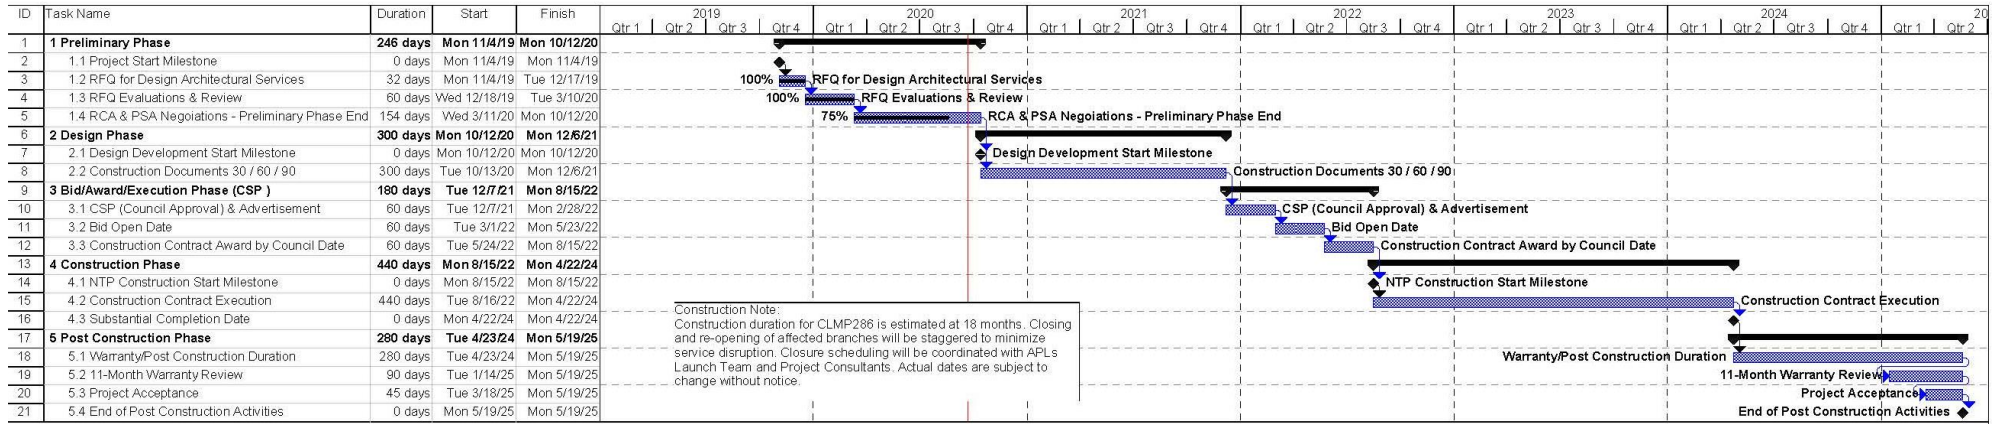 ID Task Name Duration Start Finish 2019 2020 2021 2022 2023 2024 20
Qtr 1 Qtr 2 Qtr 3 Qtr 4 Qtr 1 Qtr 2 Qtr 3 Qtr 4 Qtr 1 Qtr 2 Qtr 3 Qtr 4 Qtr 1 Qtr 2 Qtr 3 Qtr 4 Qtr 1 Qtr 2 Qtr 3 Qtr 4 Qtr 1 Qtr 2 Qtr 3 Qtr 4 Qtr 1 Qtr 2
1 1 Preliminary Phase 246 days Mon 11/4/19 Mon 10/12/20
2 1.1 Project Start Milestone 0 days Mon 11/4/19 Mon 11/4/19
3 1.2 RFQ for Design Architectural Services 32 days Mon 11/4/19 Tue 12/17/19 100% RFQ for Design Architectural Services
4 1.3 RFQ Evaluations & Review 60 days Wed 12/18/19 Tue 3/10/20 100% RFQ Evaluations & Review
5 1.4 RCA & PSA Negoiations - Preliminary Phase End 154 days Wed 3/11/20 Mon 10/12/20 75% RCA & PSA Negoiations - Preliminary Phase End
6 2 Design Phase 300 days Mon 10/12/20 Mon 12/6/21
7 2.1 Design Development Start Milestone 0 days Mon 10/12/20 Mon 10/12/20 Design Development Start Milestone
8 2.2 Construction Documents 30 / 60 / 90 300 days Tue 10/13/20 Mon 12/6/21 Construction Documents 30 / 60 / 90
9 3 Bid/Award/Execution Phase (CSP ) 180 days Tue 12/7/21 Mon 8/15/22
10 3.1 CSP (Council Approval) & Advertisement 60 days Tue 12/7/21 Mon 2/28/22 CSP (Council Approval) & Advertisement
11 3.2 Bid Open Date 60 days Tue 3/1/22 Mon 5/23/22 Bid Open Date
12 3.3 Construction Contract Award by Council Date 60 days Tue 5/24/22 Mon 8/15/22 Construction Contract Award by Council Date
13 4 Construction Phase 440 days Mon 8/15/22 Mon 4/22/24
14 4.1 NTP Construction Start Milestone 0 days Mon 8/15/22 Mon 8/15/22 NTP Construction Start Milestone
15 4.2 Construction Contract Execution 440 days Tue 8/16/22 Mon 4/22/24 Construction Contract Execution
16 4.3 Substantial Completion Date 0 days Mon 4/22/24 Mon 4/22/24
17 5 Post Construction Phase 280 days Tue 4/23/24 Mon 5/19/25
18 5.1 Warranty/Post Construction Duration 280 days Tue 4/23/24 Mon 5/19/25 Warranty/Post Construction Duration
19 5.2 11-Month Warranty Review 90 days Tue 1/14/25 Mon 5/19/25 11-Month Warranty Review
20 5.3 Project Acceptance 45 days Tue 3/18/25 Mon 5/19/25 Project Acceptance
21 5.4 End of Post Construction Activities 0 days Mon 5/19/25 Mon 5/19/25 End of Post Construction Activities
Construction Note:
Construction duration for CLMP286 is estimated at 18 months. Closing
and re-opening of affected branches will be staggered to minimize
service disruption. Closure scheduling will be coordinated with APLs
Launch Team and Project Consultants. Actual dates are subject to
change without notice.